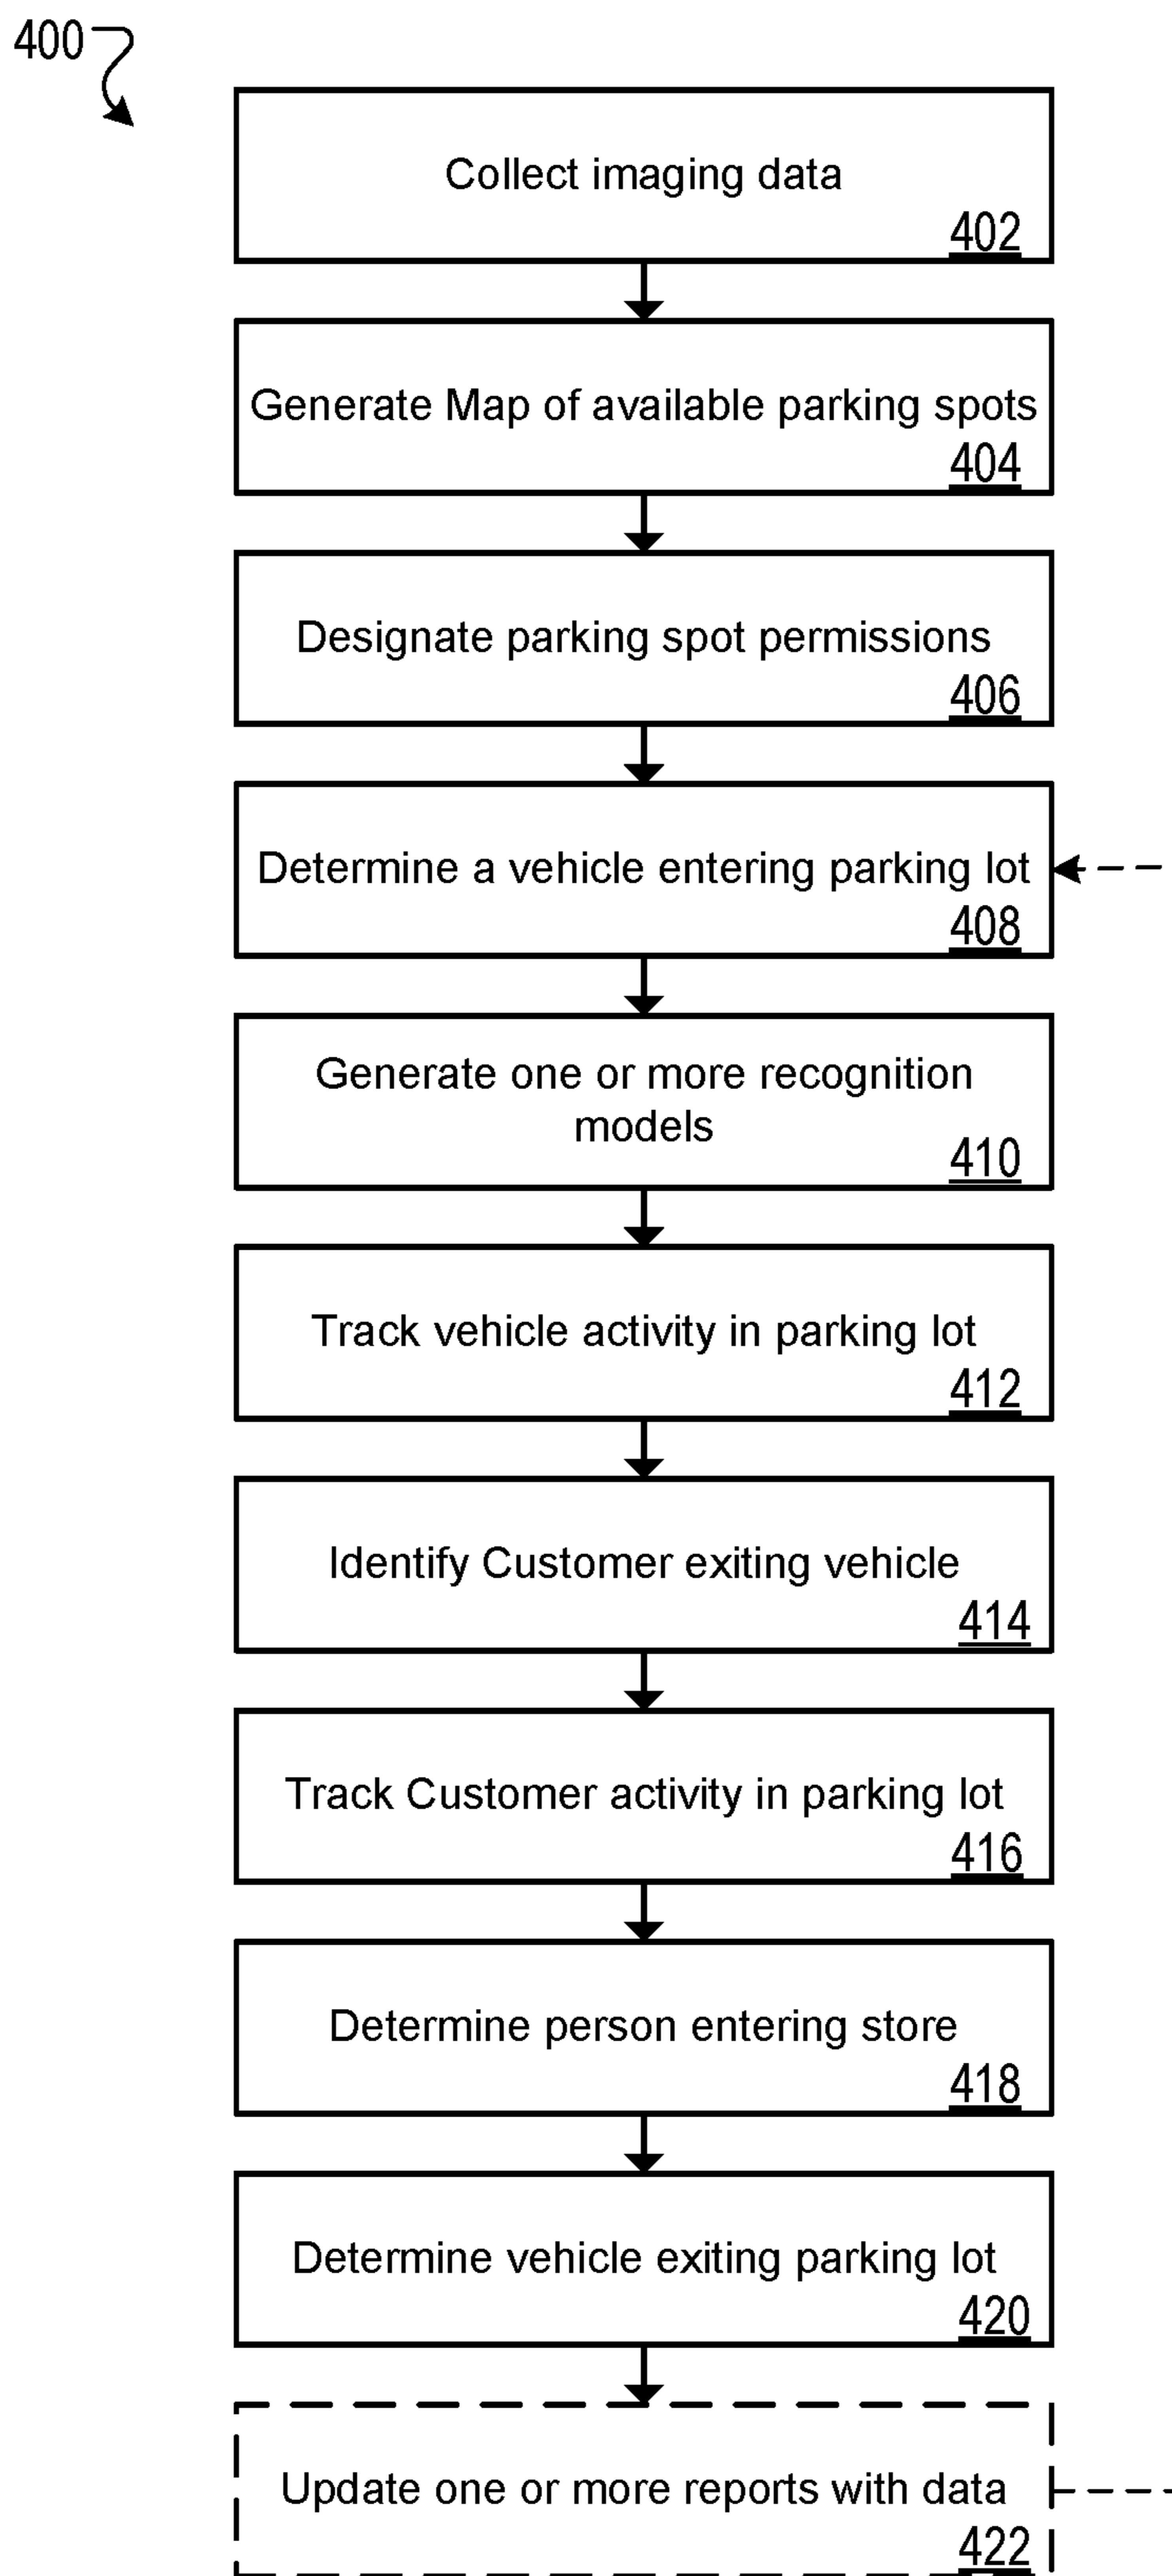 400
Collect imaging data
402
Generate Map of available parking spots
404
Designate parking spot permissions
406
Determine a vehicle entering parking lot
408
Generate one or more recognition
models
410
Track vehicle activity in parking lot
412
Identify Customer exiting vehicle
414
Track Customer activity in parking lot
416
Determine person entering store
418
Determine vehicle exiting parking lot
420
Update one or more reports with data
422